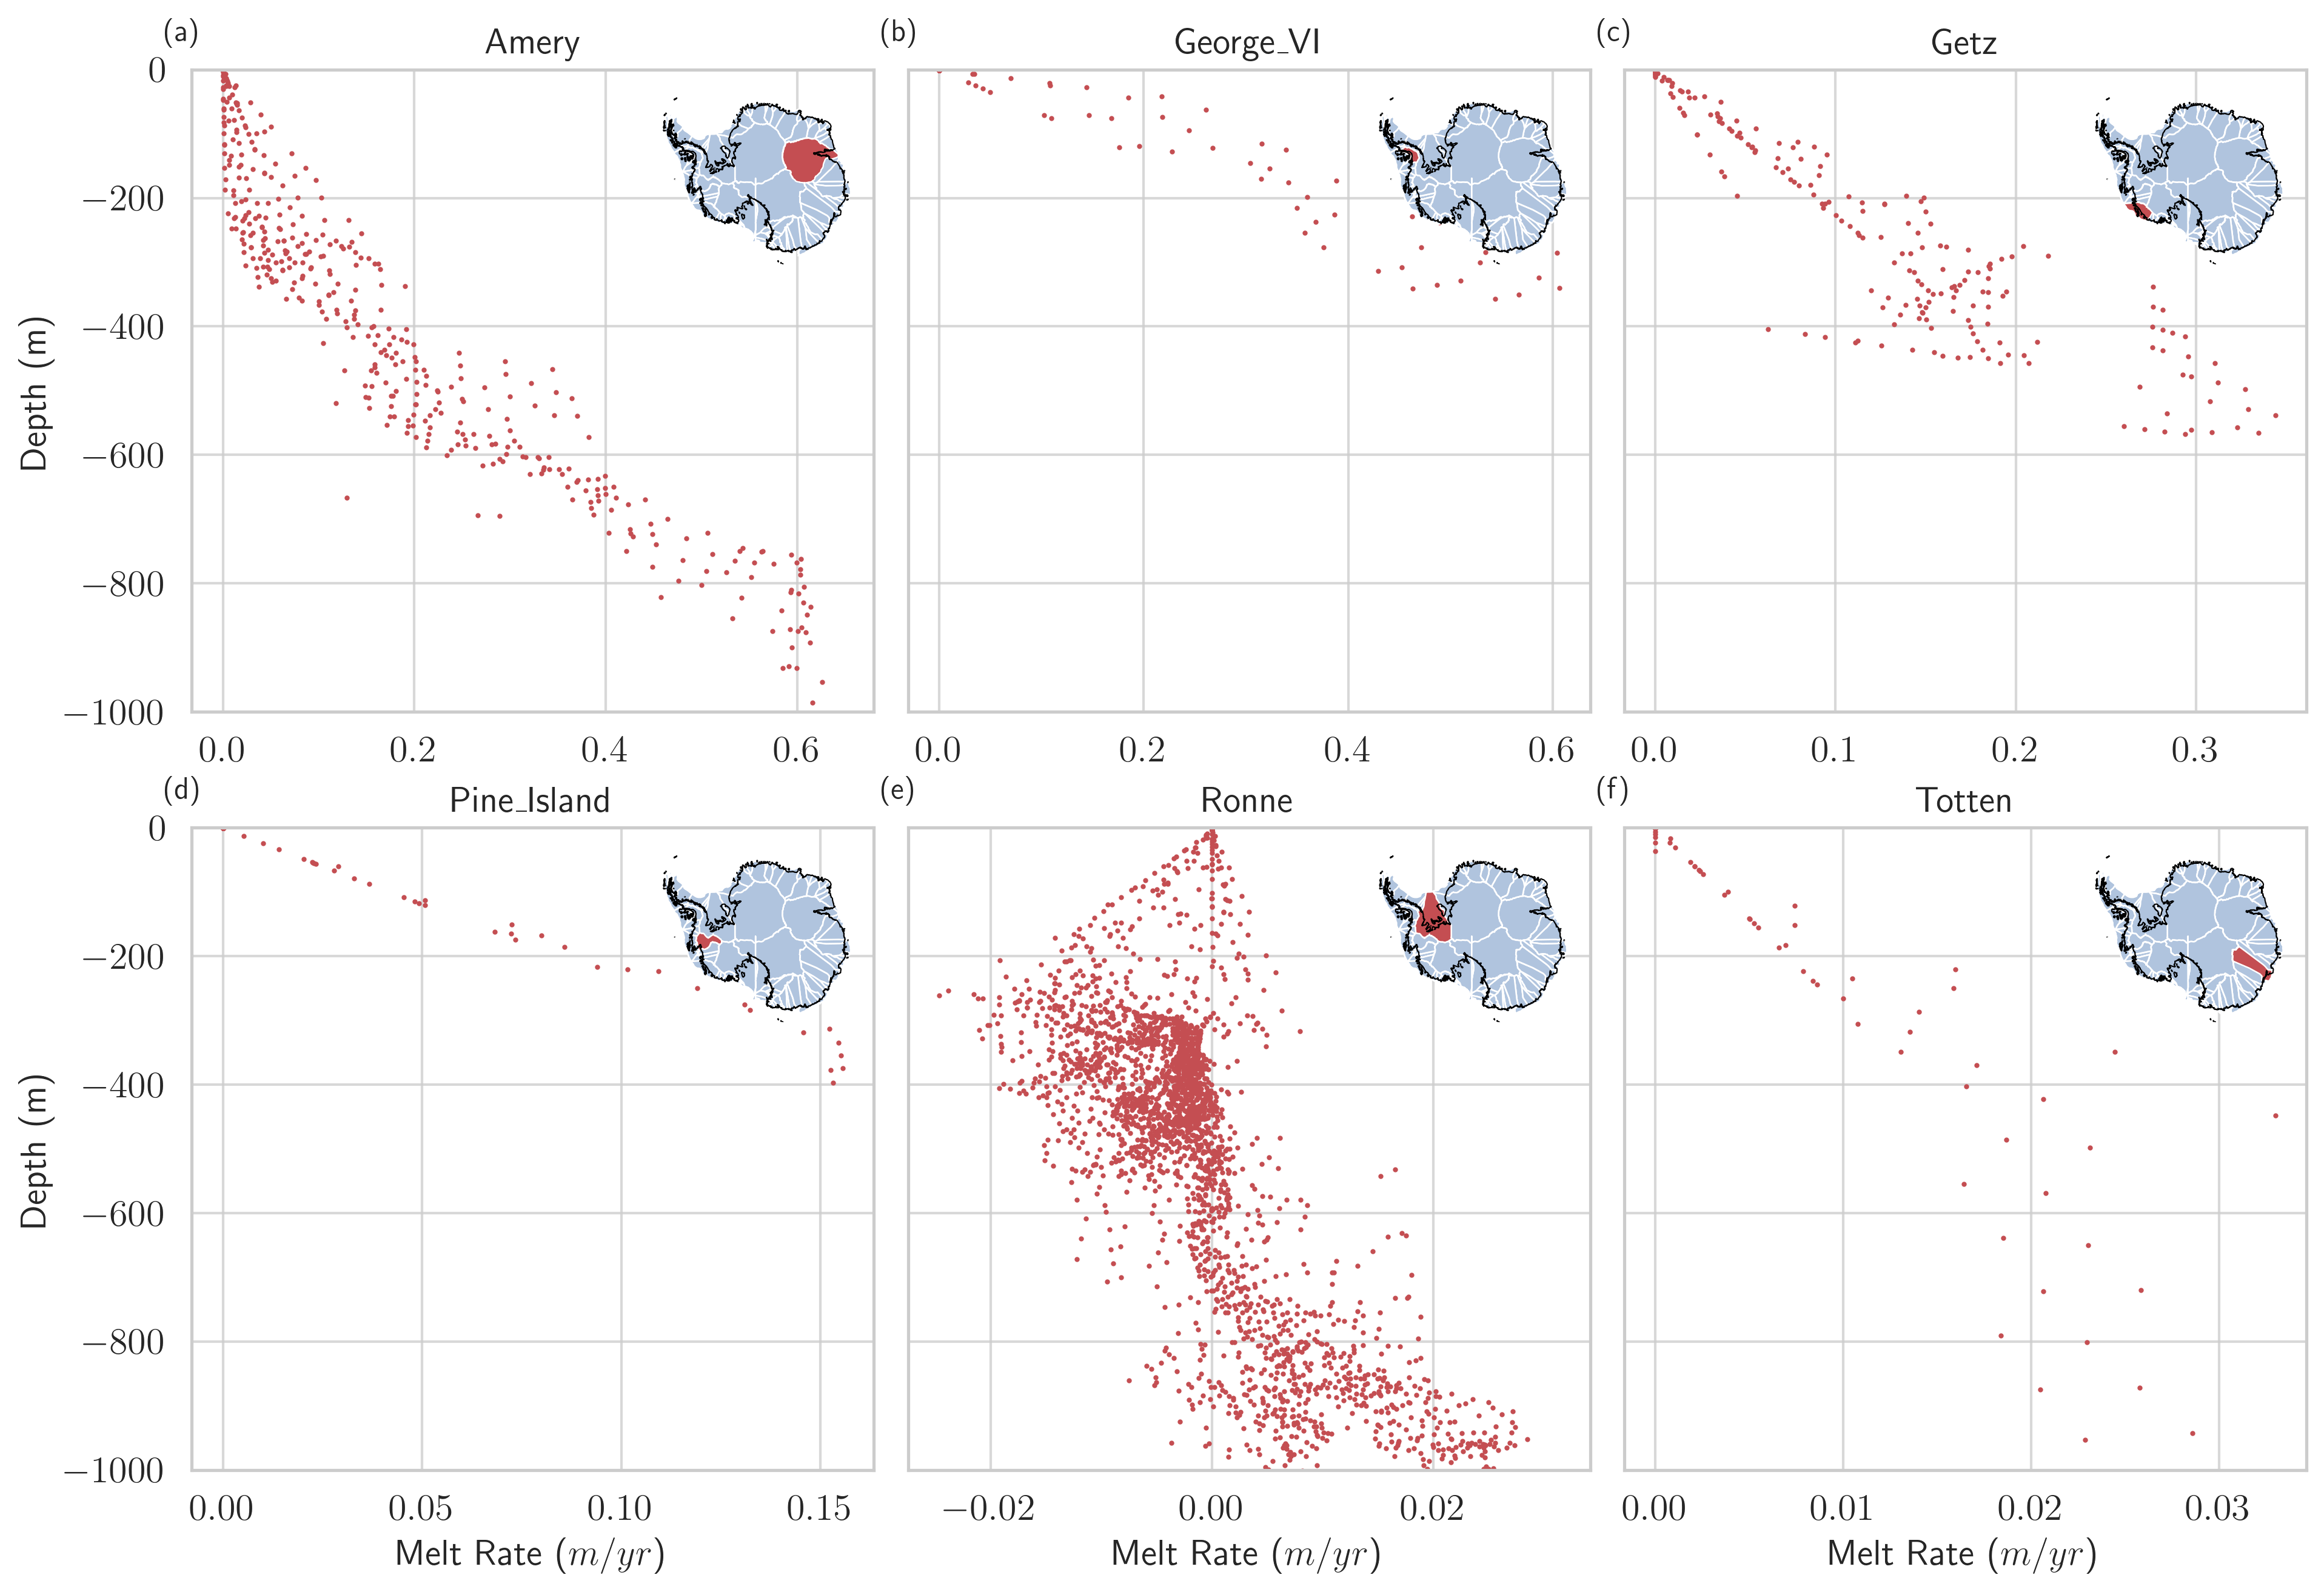 (a) Amery (b) George_VI (c) Getz
0
−200
−400
−600
−800
−1000
Depth (m)
0.0 0.2 0.4 0.6 0.0 0.2 0.4 0.6 0.0 0.1 0.2 0.3
(d) Pine_Island (e) Ronne (f) Totten
0
−200
−400
−600
−800
−1000
Depth (m)
0.00 0.05 0.10 0.15 −0.02 0.00 0.02 0.00 0.01 0.02 0.03
Melt Rate (m/yr) Melt Rate (m/yr) Melt Rate (m/yr)